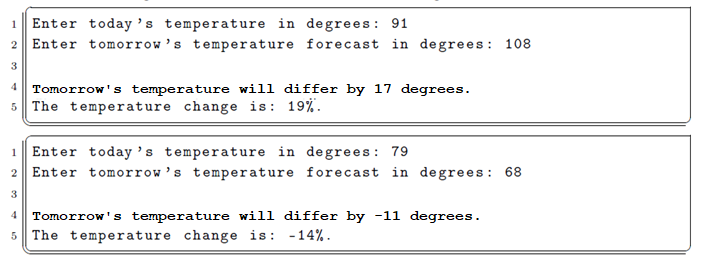 1 Enter today's temperature in degrees: 91
2 Enter tomorrow's temperature forecast in degrees: 108
3
4 Tomorrow's temperature will differ by 17 degrees.
5 The temperature change is: 19%.
1 Enter today's temperature in degrees: 79
2 Enter tomorrow's temperature forecast in degrees: 68
3
4 Tomorrow's temperature will differ by -11 degrees.
5 The temperature change is: -14%.